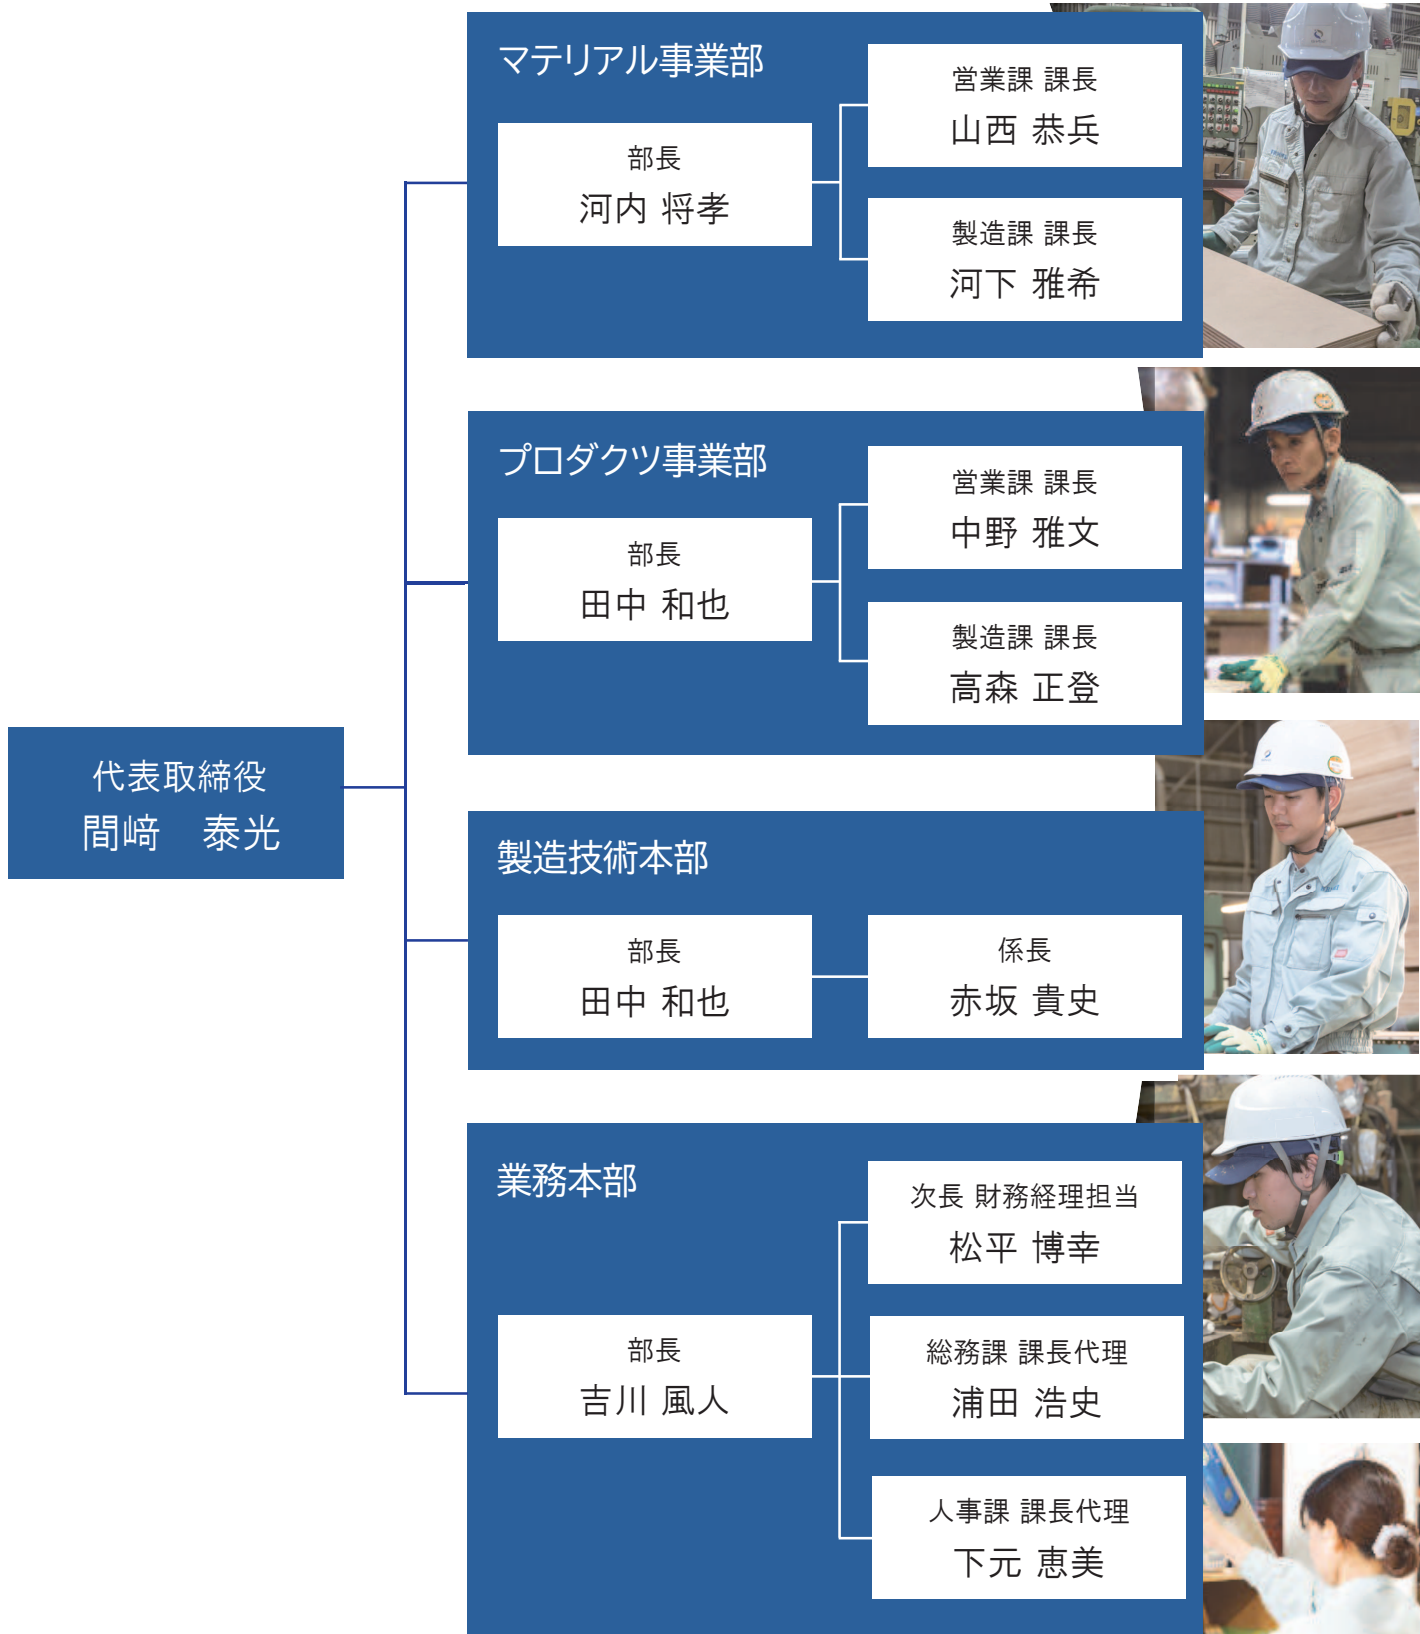 マテリアル事業部
部長
河内 将孝
営業課 課長
山西 恭兵
製造課 課長
河下 雅希
プロダクツ事業部
部長
田中 和也
営業課 課長
中野 雅文
製造課 課長
高森 正登
代表取締役
間﨑　泰光
製造技術本部
部長
田中 和也
係長
赤坂 貴史
業務本部
部長
吉川 風人
次長 財務経理担当
松平 博幸
総務課 課長代理
浦田 浩史
人事課 課長代理
下元 恵美